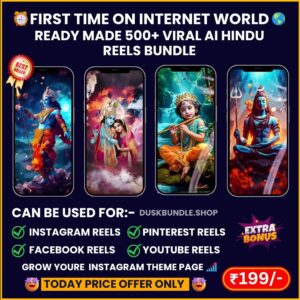 ⏰FIRST TIME ON INTERNET WORLD🌎
READY MADE 500+ VIRAL AI HINDU
REELS BUNDLE
BEST SELLER
CAN BE USED FOR:- DUSKBUNDLE.SHOP
INSTAGRAM REELS
PINTEREST REELS
FACEBOOK REELS
YOUTUBE REELS
EXTRA
BONUS
GROW YOURE INSTAGRAM THEME PAGE
TODAY PRICE OFFER ONLY
₹199/-